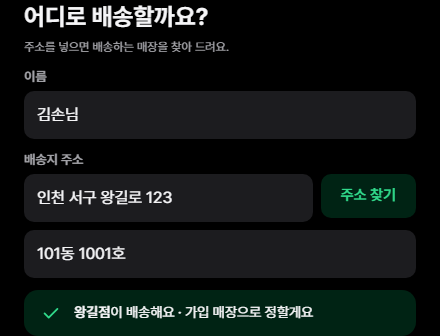 어디로 배송할까요?
주소를 넣으면 배송하는 매장을 찾아 드려요.
이름
김손님
배송지 주소
인천 서구 왕길로 123
주소 찾기
101동 1001호
왕길점이 배송해요 · 가입 매장으로 정할게요